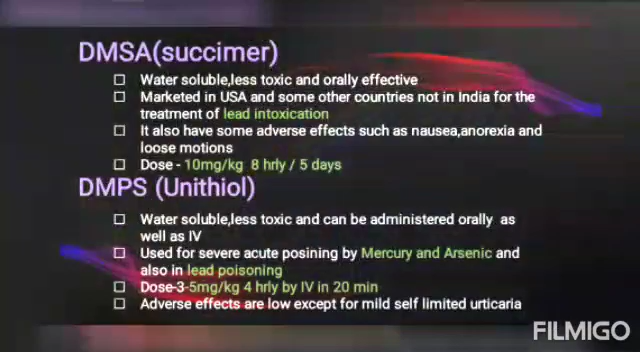 DMSA(succimer)
☐ Water soluble,less toxic and orally effective
☐ Marketed in USA and some other countries not in India for the
treatment of lead intoxication
☐ It also have some adverse effects such as nausea,anorexia and
loose motions
☐ Dose - 10mg/kg 8 hrly / 5 days
DMPS (Unithiol)
☐ Water soluble,less toxic and can be administered orally as
well as IV
☐ Used for severe acute posining by Mercury and Arsenic and
also in lead poisoning
☐ Dose-3-5mg/kg 4 hrly by IV in 20 min
☐ Adverse effects are low except for mild self limited urticaria
FILMIGO